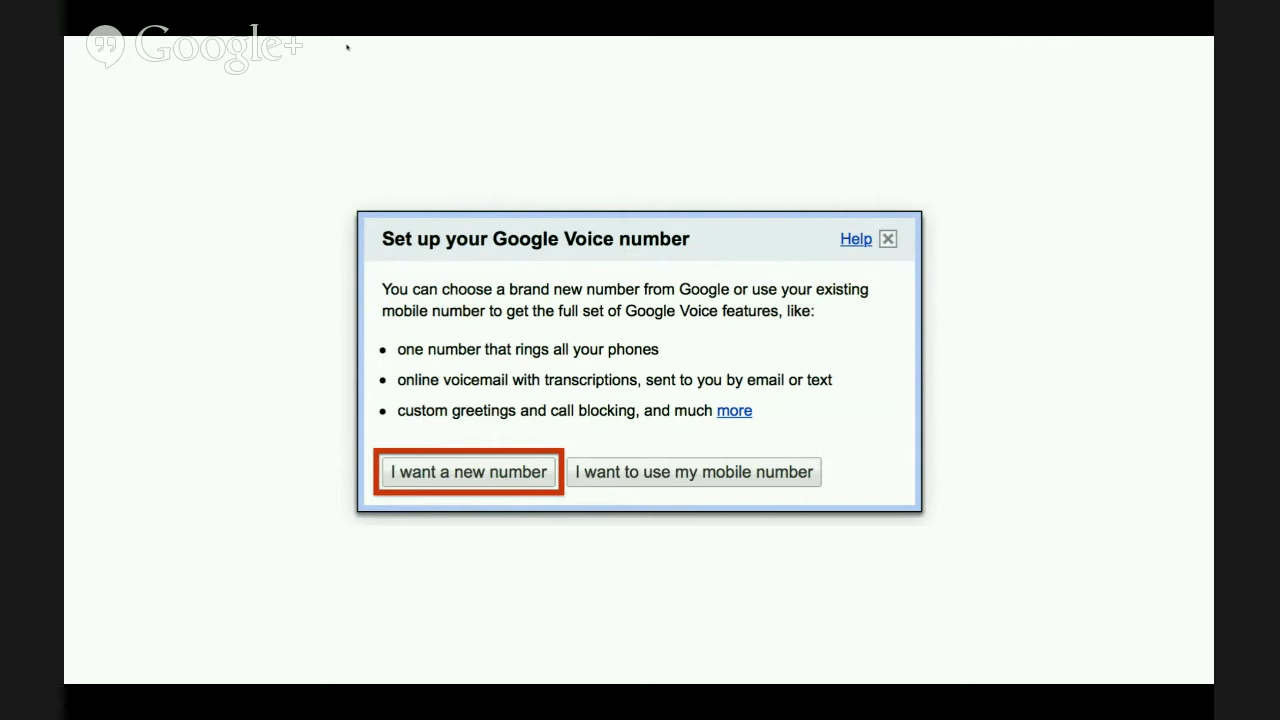 Google+
Set up your Google Voice number
Help
You can choose a brand new number from Google or use your existing
mobile number to get the full set of Google Voice features, like:
• one number that rings all your phones
• online voicemail with transcriptions, sent to you by email or text
• custom greetings and call blocking, and much more
I want a new number
I want to use my mobile number